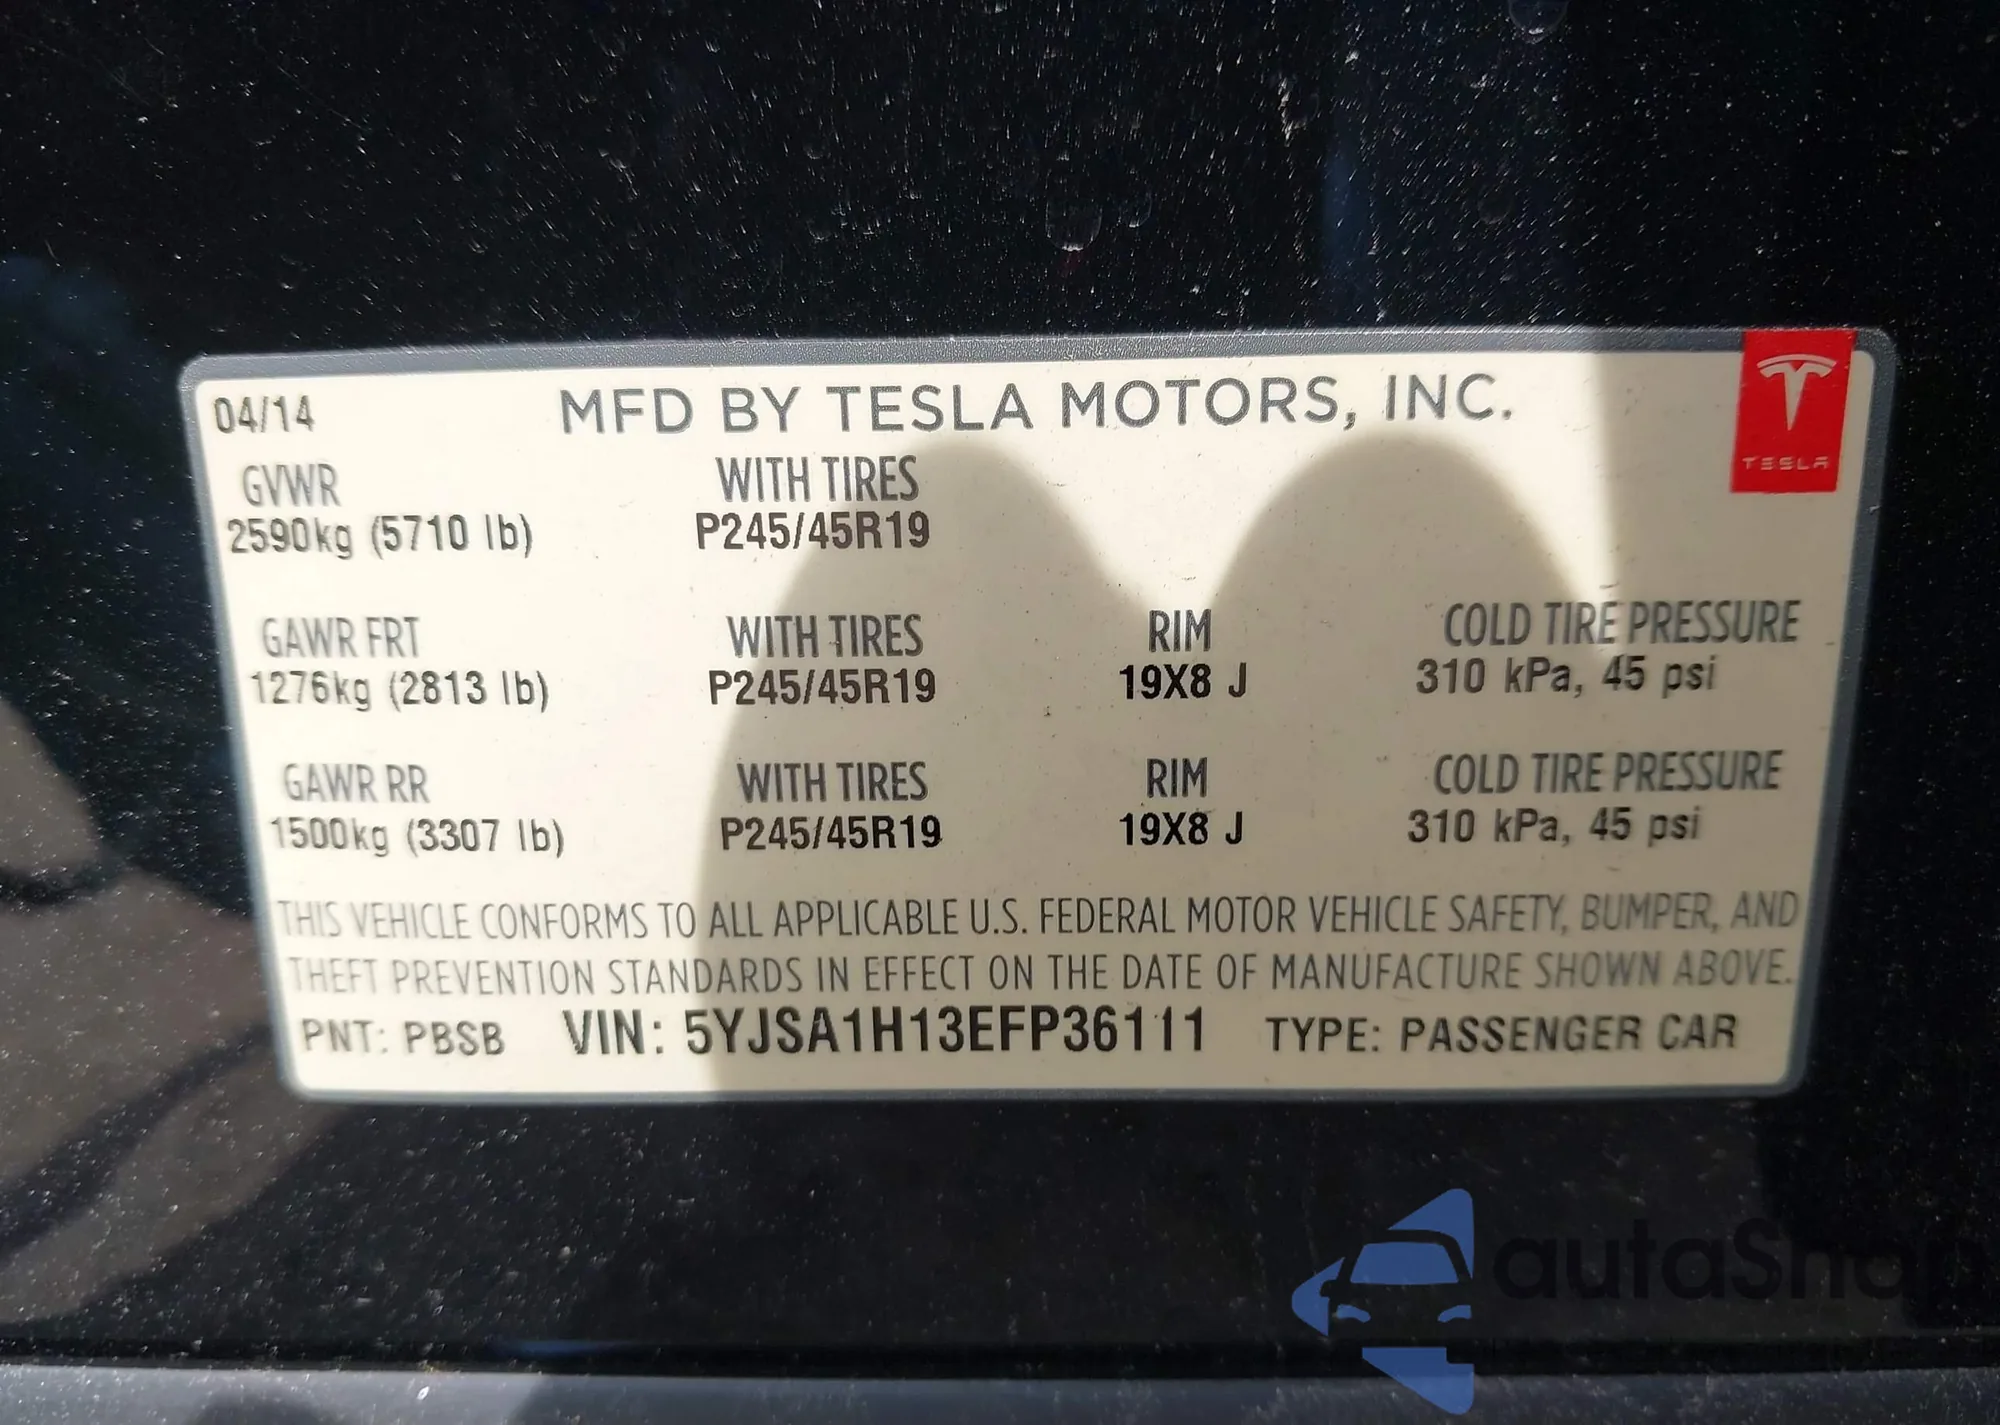 04/14 MFD BY TESLA MOTORS, INC.
TESLA
GVWR WITH TIRES
2590kg (5710 lb) P245/45R19
GAWR FRT WITH TIRES RIM COLD TIRE PRESSURE
1276kg (2813 lb) P245/45R19 19X8 J 310 kPa, 45 psi
GAWR RR WITH TIRES RIM COLD TIRE PRESSURE
1500kg (3307 lb) P245/45R19 19X8 J 310 kPa, 45 psi
THIS VEHICLE CONFORMS TO ALL APPLICABLE U.S. FEDERAL MOTOR VEHICLE SAFETY, BUMPER, AND
THEFT PREVENTION STANDARDS IN EFFECT ON THE DATE OF MANUFACTURE SHOWN ABOVE.
PNT: PBSB VIN: 5YJSA1H13EFP36111 TYPE: PASSENGER CAR
autaShop